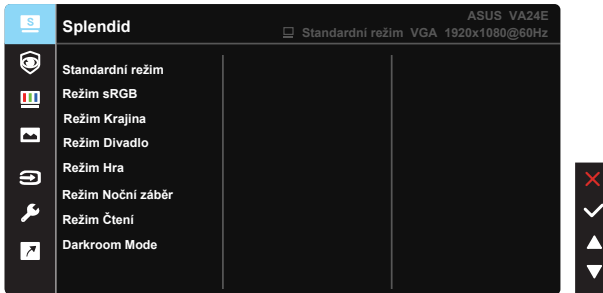 S
Splendid
ASUS VA24E
Standardní režim VGA 1920x1080@60Hz
Standardní režim
Režim sRGB
Režim Krajina
Režim Divadlo
Režim Hra
Režim Noční záběr
Režim Čtení
Darkroom Mode